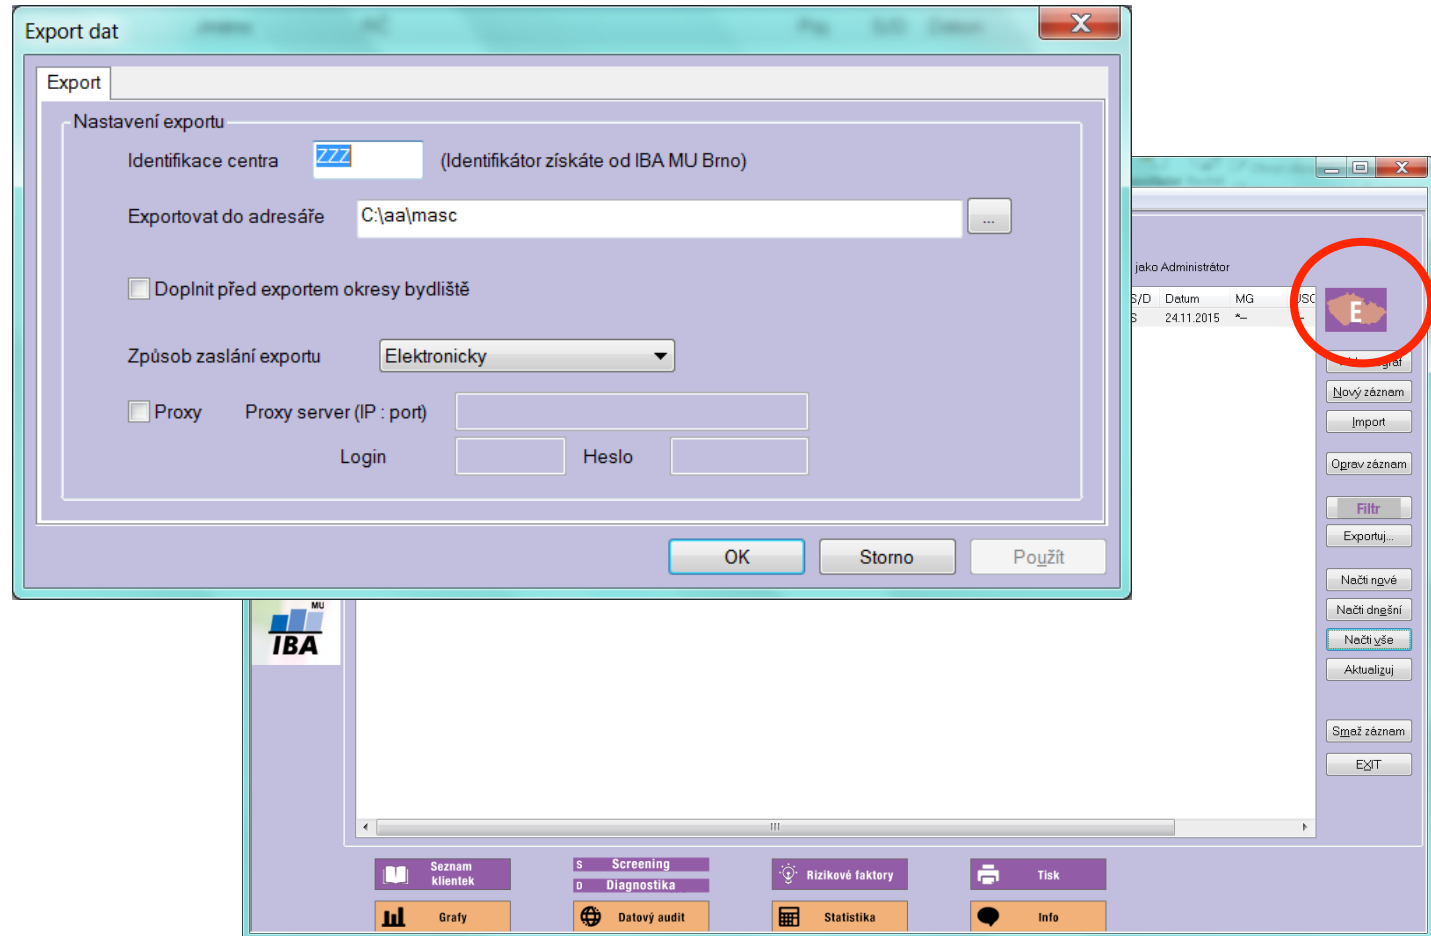 Export dat
Export
Nastavení exportu
Identifikace centra ZZZ (Identifikátor získáte od IBA MU Brno)
Exportovat do adresáře C:\aa\masc ...
Doplnit před exportem okresy bydliště
Způsob zaslání exportu Elektronicky
Proxy Proxy server (IP : port)
Login Heslo
OK Storno Použít
jako Administrátor
S/D Datum MG USG
S 24.11.2015 *--
E
Nový záznam
Import
Oprav záznam
Filtr
Exportuj...
Načti nové
Načti dnešní
Načti vše
Aktualizuj
Smaž záznam
EXIT
MU
IBA
Seznam klientek
S Screening
D Diagnostika
Rizikové faktory
Tisk
Grafy
Datový audit
Statistika
Info